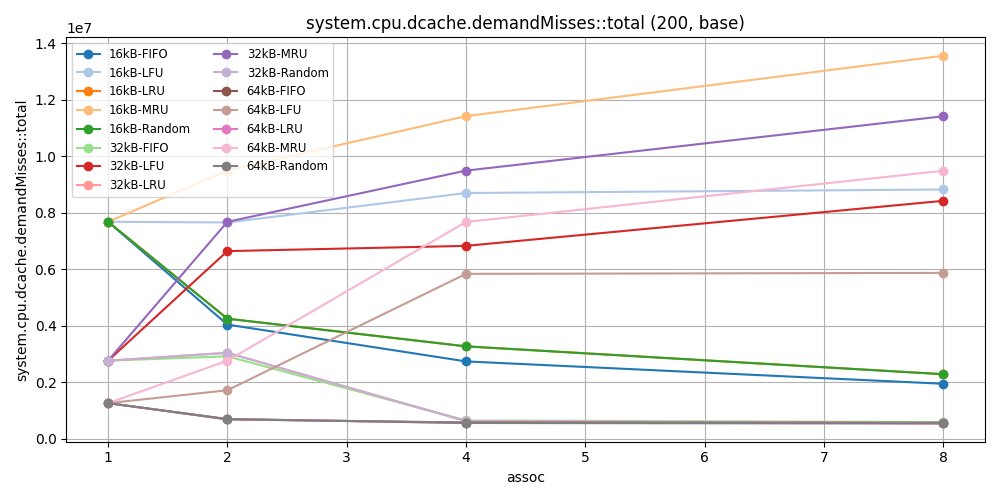 system.cpu.dcache.demandMisses::total (200, base)
1e7
1.4
1.2
1.0
0.8
0.6
0.4
0.2
0.0
system.cpu.dcache.demandMisses::total
16kB-FIFO
16kB-LFU
16kB-LRU
16kB-MRU
16kB-Random
32kB-FIFO
32kB-LFU
32kB-LRU
32kB-MRU
32kB-Random
64kB-FIFO
64kB-LFU
64kB-LRU
64kB-MRU
64kB-Random
1 2 3 4 5 6 7 8
assoc